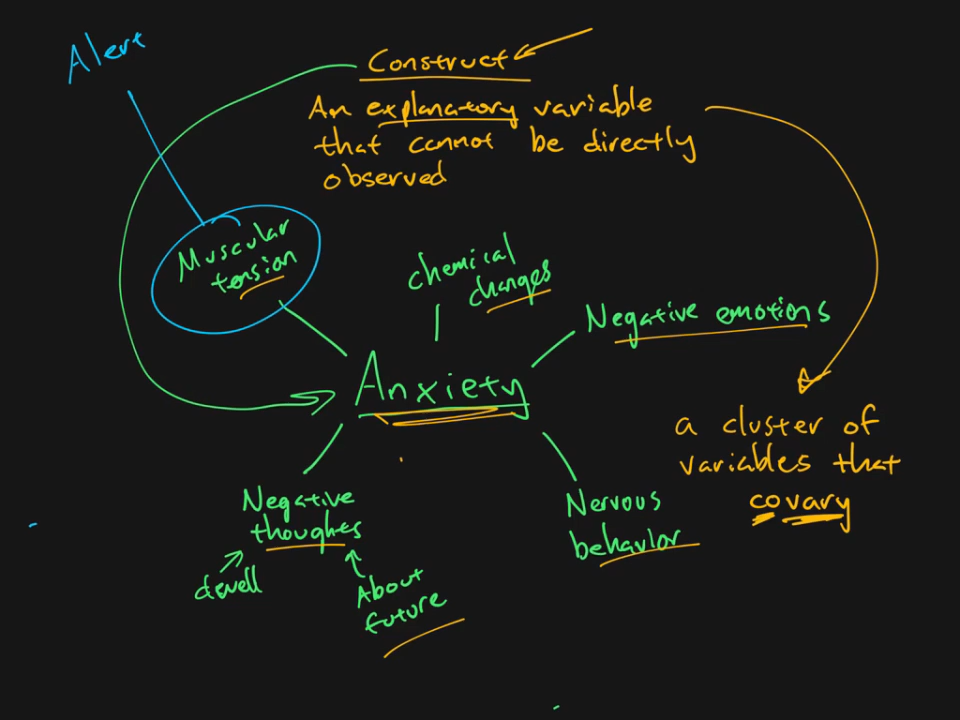 Alert
Construct
An explanatory variable
that cannot be directly
observed
Muscular
tension
chemical
changes
Negative emotions
Anxiety
a cluster of
variables that
covary
Negative
thoughts
Nervous
behavior
dwell
About
future